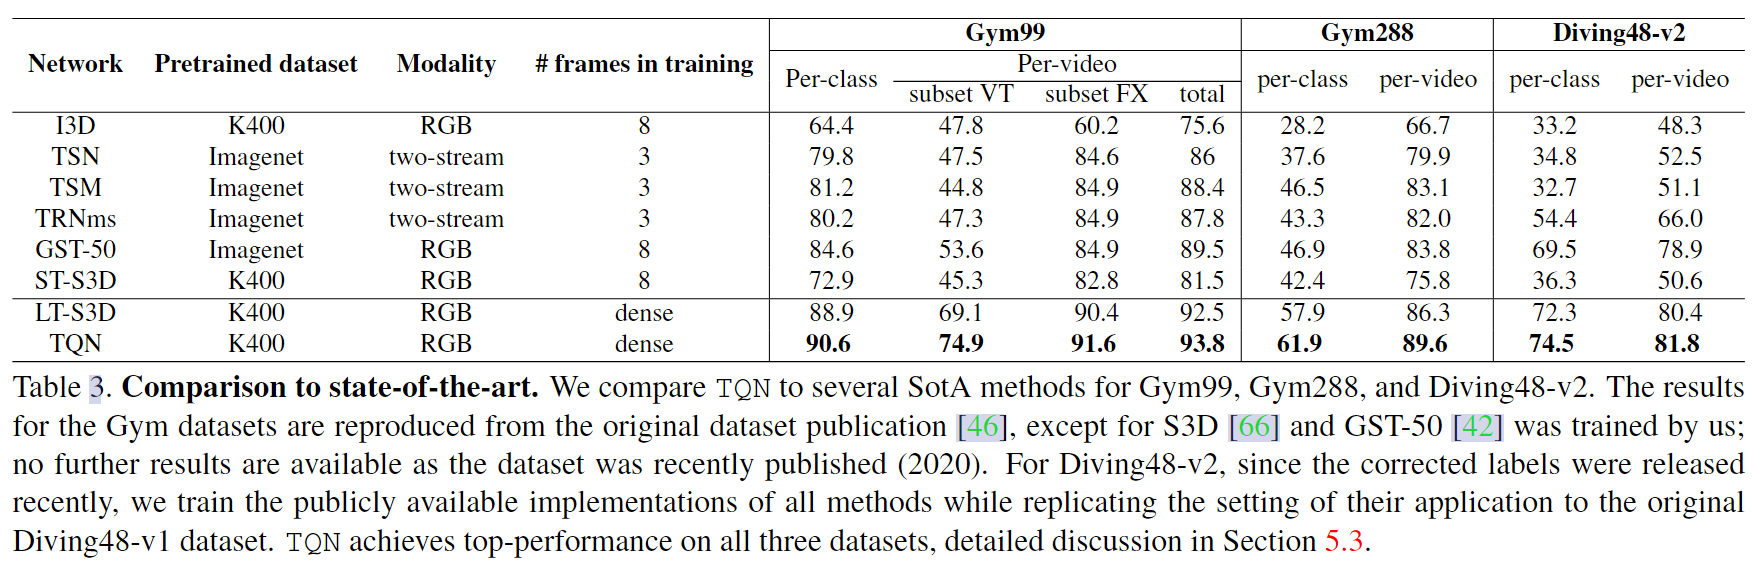 Network Pretrained dataset Modality # frames in training Gym99 Gym288 Diving48-v2
Per-class Per-video per-class per-video per-class per-video
subset VT subset FX total
I3D K400 RGB 8 64.4 47.8 60.2 75.6 28.2 66.7 33.2 48.3
TSN Imagenet two-stream 3 79.8 47.5 84.6 86 37.6 79.9 34.8 52.5
TSM Imagenet two-stream 3 81.2 44.8 84.9 88.4 46.5 83.1 32.7 51.1
TRNms Imagenet two-stream 3 80.2 47.3 84.9 87.8 43.3 82.0 54.4 66.0
GST-50 Imagenet RGB 8 84.6 53.6 84.9 89.5 46.9 83.8 69.5 78.9
ST-S3D K400 RGB 8 72.9 45.3 82.8 81.5 42.4 75.8 36.3 50.6
LT-S3D K400 RGB dense 88.9 69.1 90.4 92.5 57.9 86.3 72.3 80.4
TQN K400 RGB dense 90.6 74.9 91.6 93.8 61.9 89.6 74.5 81.8
Table 3. Comparison to state-of-the-art. We compare TQN to several SotA methods for Gym99, Gym288, and Diving48-v2. The results
for the Gym datasets are reproduced from the original dataset publication [46], except for S3D [66] and GST-50 [42] was trained by us;
no further results are available as the dataset was recently published (2020). For Diving48-v2, since the corrected labels were released
recently, we train the publicly available implementations of all methods while replicating the setting of their application to the original
Diving48-v1 dataset. TQN achieves top-performance on all three datasets, detailed discussion in Section 5.3.